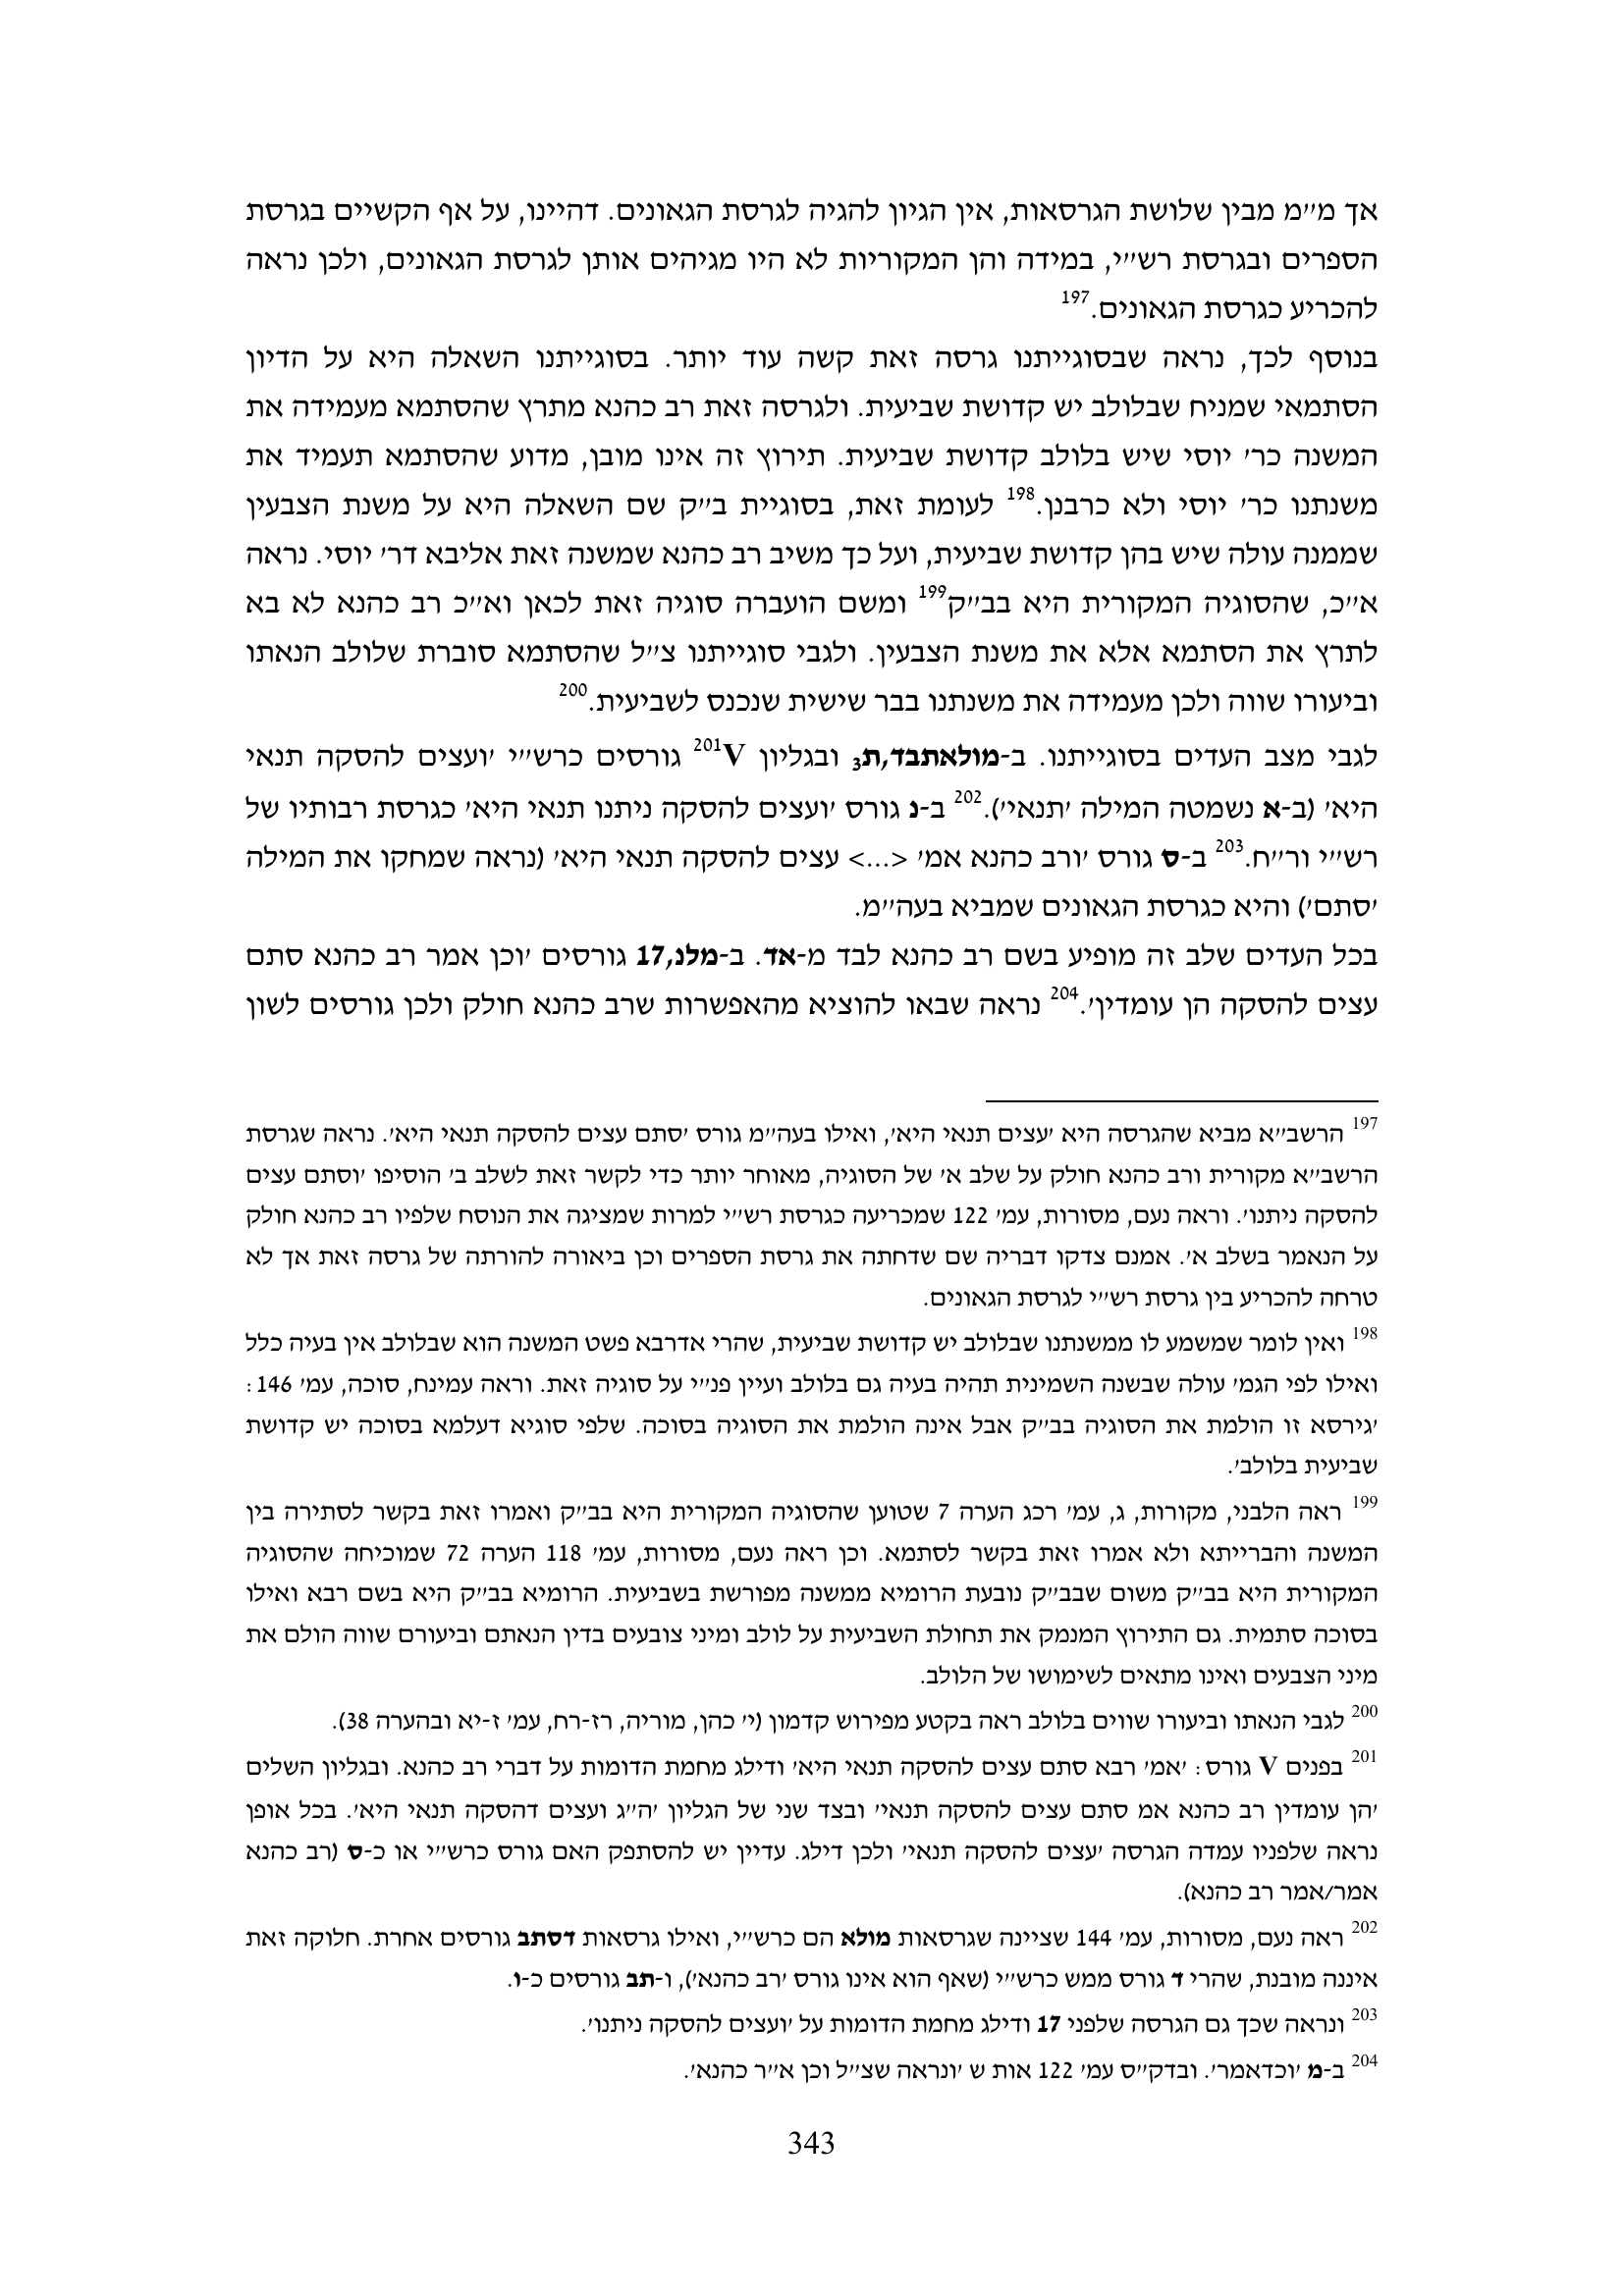 אך מ"מ מבין שלושת הגרסאות, אין הגיון להגיה לגרסת הגאונים. דהיינו, על אף הקשיים בגרסת
הספרים ובגרסת רש"י, במידה והן המקוריות לא היו מגיהים אותן לגרסת הגאונים, ולכן נראה
להכריע כגרסת הגאונים.197
בנוסף לכך, נראה שבסוגייתנו גרסה זאת קשה עוד יותר. בסוגייתנו השאלה היא על הדיון
הסתמאי שמניח שבלולב יש קדושת שביעית. ולגרסה זאת רב כהנא מתרץ שהסתמא מעמידה את
המשנה כר' יוסי שיש בלולב קדושת שביעית. תירוץ זה אינו מובן, מדוע שהסתמא תעמיד את
משנתנו כר' יוסי ולא כרבנן.198 לעומת זאת, בסוגיית ב"ק שם השאלה היא על משנת הצבעין
שממנה עולה שיש בהן קדושת שביעית, ועל כך משיב רב כהנא שמשנה זאת אליבא דר' יוסי. נראה
א"כ, שהסוגיה המקורית היא בב"ק199 ומשם הועברה סוגיה זאת לכאן וא"כ רב כהנא לא בא
לתרץ את הסתמא אלא את משנת הצבעין. ולגבי סוגייתנו צ"ל שהסתמא סוברת שלולב הנאתו
וביעורו שווה ולכן מעמידה את משנתנו בבר שישית שנכנס לשביעית.200
לגבי מצב העדים בסוגייתנו. ב-מולאתבד,ת3 ובגליון V201 גורסים כרש"י 'ועצים להסקה תנאי
היא' (ב-א נשמטה המילה 'תנאי').202 ב-נ גורס 'ועצים להסקה ניתנו תנאי היא' כגרסת רבותיו של
רש"י ור"ח.203 ב-ס גורס 'ורב כהנא אמ' <...> עצים להסקה תנאי היא' (נראה שמחקו את המילה
'סתם') והיא כגרסת הגאונים שמביא בעה"מ.
בכל העדים שלב זה מופיע בשם רב כהנא לבד מ-אד. ב-מלנ,17 גורסים 'וכן אמר רב כהנא סתם
עצים להסקה הן עומדין'.204 נראה שבאו להוציא מהאפשרות שרב כהנא חולק ולכן גורסים לשון
197 הרשב"א מביא שהגרסה היא 'עצים תנאי היא', ואילו בעה"מ גורס 'סתם עצים להסקה תנאי היא'. נראה שגרסת
הרשב"א מקורית ורב כהנא חולק על שלב א' של הסוגיה, מאוחר יותר כדי לקשר זאת לשלב ב' הוסיפו 'וסתם עצים
להסקה ניתנו'. וראה נעם, מסורות, עמ' 122 שמכריעה כגרסת רש"י למרות שמציגה את הנוסח שלפיו רב כהנא חולק
על הנאמר בשלב א'. אמנם צדקו דבריה שם שדחתה את גרסת הספרים וכן ביאורה להורתה של גרסה זאת אך לא
טרחה להכריע בין גרסת רש"י לגרסת הגאונים.
198 ואין לומר שמשמע לו ממשנתנו שבלולב יש קדושת שביעית, שהרי אדרבא פשט המשנה הוא שבלולב אין בעיה כלל
ואילו לפי הגמ' עולה שבשנה השמינית תהיה בעיה גם בלולב ועיין פנ"י על סוגיה זאת. וראה עמינח, סוכה, עמ' 146:
'גירסא זו הולמת את הסוגיה בב"ק אבל אינה הולמת את הסוגיה בסוכה. שלפי סוגיא דעלמא בסוכה יש קדושת
שביעית בלולב'.
199 ראה הלבני, מקורות, ג, עמ' רכג הערה 7 שטוען שהסוגיה המקורית היא בב"ק ואמרו זאת בקשר לסתירה בין
המשנה והברייתא ולא אמרו זאת בקשר לסתמא. וכן ראה נעם, מסורות, עמ' 118 הערה 72 שמוכיחה שהסוגיה
המקורית היא בב"ק משום שבב"ק נובעת הרומיא ממשנה מפורשת בשביעית. הרומיא בב"ק היא בשם רבא ואילו
בסוכה סתמית. גם התירוץ המנמק את תחולת השביעית על לולב ומיני צובעים בדין הנאתם וביעורם שווה הולם את
מיני הצבעים ואינו מתאים לשימושו של הלולב.
200 לגבי הנאתו וביעורו שווים בלולב ראה בקטע מפירוש קדמון (י' כהן, מוריה, רז-רח, עמ' ז-יא ובהערה 38).
201 בפנים V גורס: 'אמ' רבא סתם עצים להסקה תנאי היא' ודילג מחמת הדומות על דברי רב כהנא. ובגליון השלים
'הן עומדין רב כהנא אמ סתם עצים להסקה תנאי' ובצד שני של הגליון 'ה"ג ועצים דהסקה תנאי היא'. בכל אופן
נראה שלפניו עמדה הגרסה 'עצים להסקה תנאי' ולכן דילג. עדיין יש להסתפק האם גורס כרש"י או כ-ס (רב כהנא
אמר/אמר רב כהנא).
202 ראה נעם, מסורות, עמ' 144 שציינה שגרסאות מולא הם כרש"י, ואילו גרסאות דסתב גורסים אחרת. חלוקה זאת
איננה מובנת, שהרי ד גורס ממש כרש"י (שאף הוא אינו גורס 'רב כהנא'), ו-תב גורסים כ-ו.
203 ונראה שכך גם הגרסה שלפני 17 ודילג מחמת הדומות על 'ועצים להסקה ניתנו'.
204 ב-מ 'וכדאמר'. ובדק"ס עמ' 122 אות ש 'ונראה שצ"ל וכן א"ר כהנא'.
343